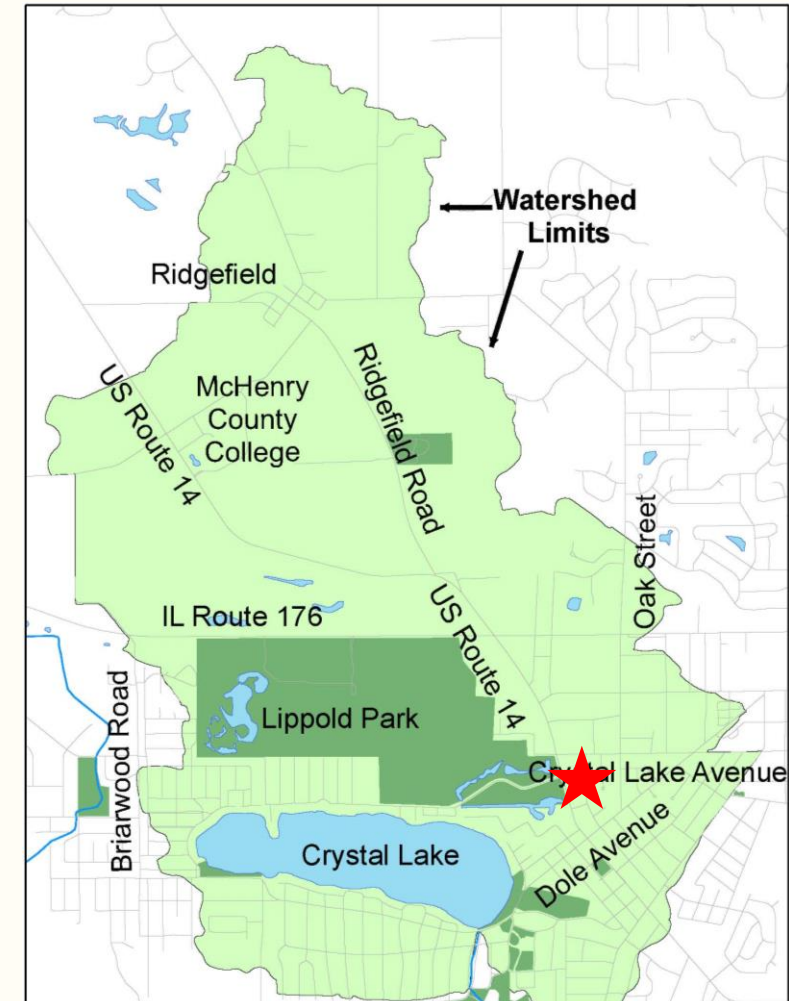 Watershed
Limits
Ridgefield
McHenry
County
College
US Route 14
Ridgefield Road
Oak Street
IL Route 176
US Route 14
Briarwood Road
Lippold Park
Crystal Lake Avenue
Crystal Lake
Dole Avenue